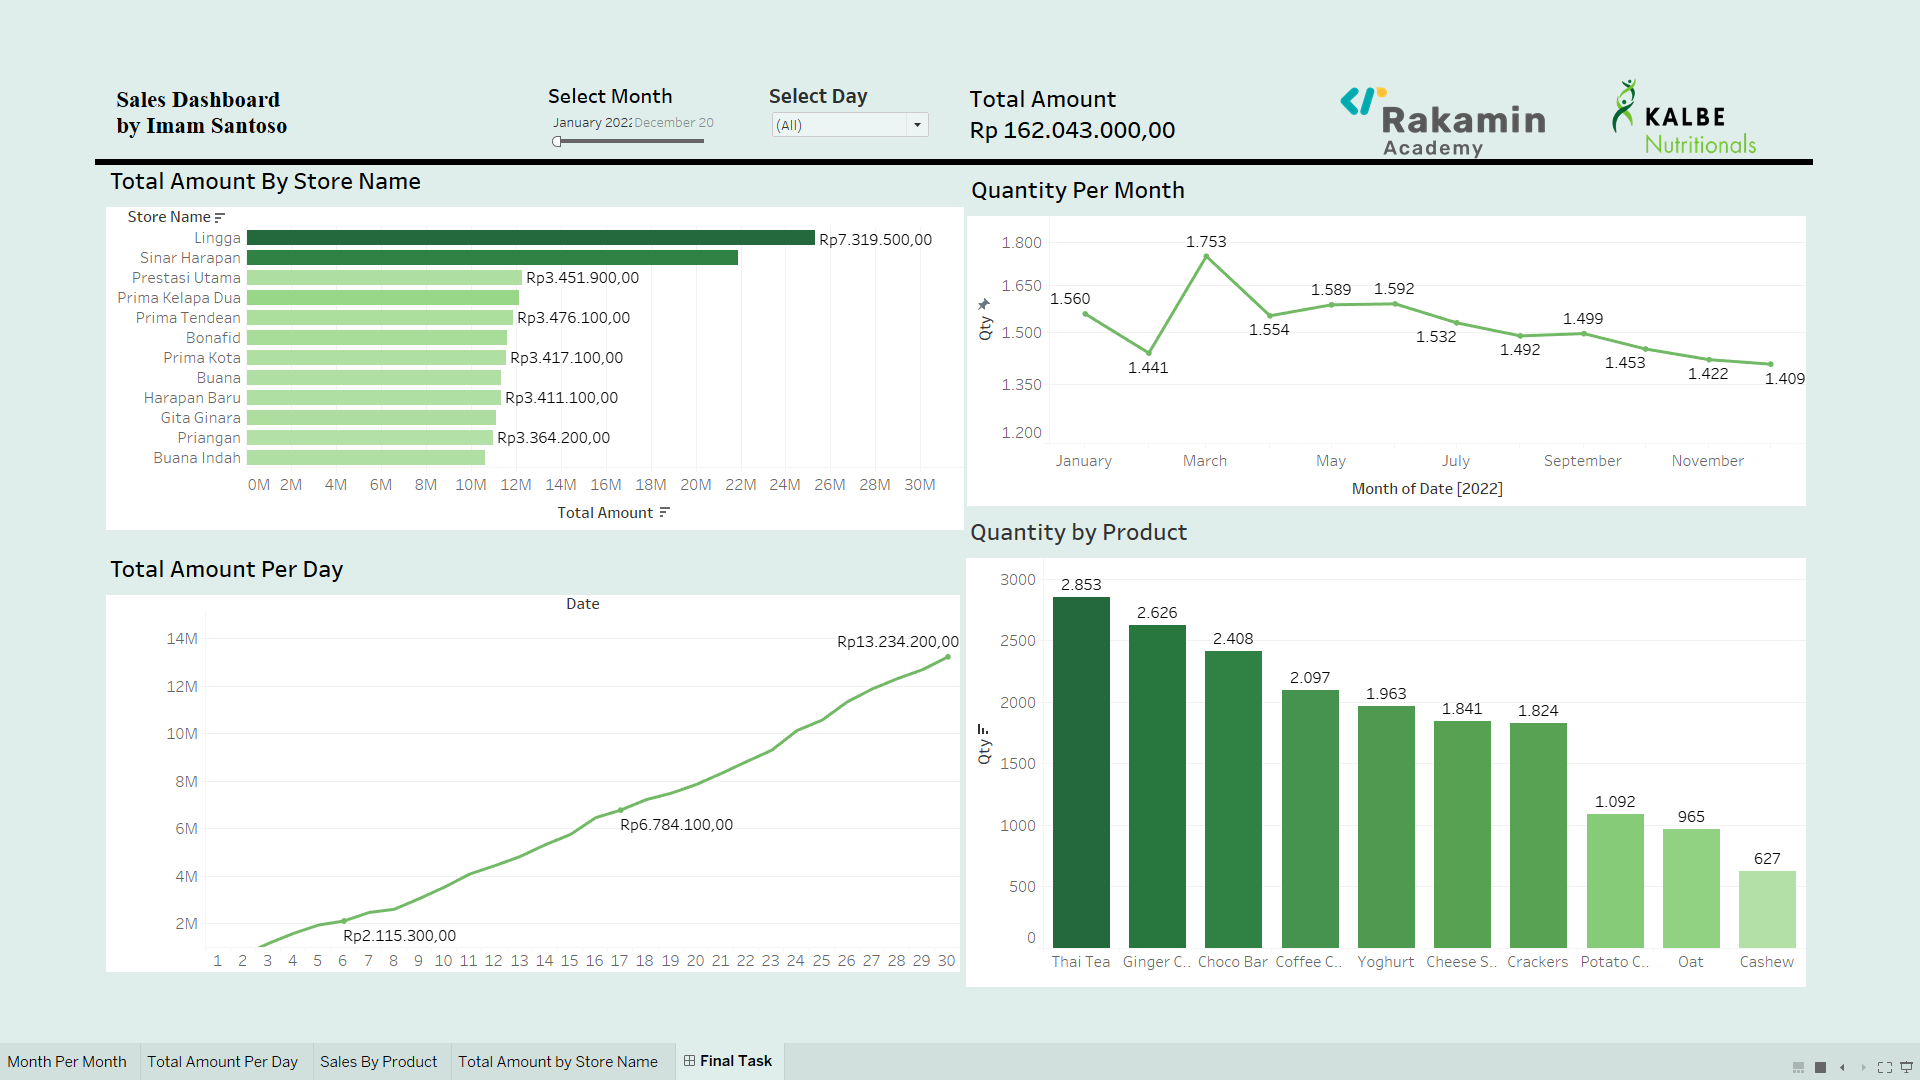 Sales Dashboard
by Imam Santoso
Select Month
January 2022 December 20
Select Day
(All)
Total Amount
Rp 162.043.000,00
Rakamin
Academy
KALBE
Nutritionals
Total Amount By Store Name
Store Name
Lingga Rp7.319.500,00
Sinar Harapan
Prestasi Utama Rp3.451.900,00
Prima Kelapa Dua
Prima Tendean Rp3.476.100,00
Bonafid
Prima Kota Rp3.417.100,00
Buana
Harapan Baru Rp3.411.100,00
Gita Ginara
Priangan Rp3.364.200,00
Buana Indah
0M 2M 4M 6M 8M 10M 12M 14M 16M 18M 20M 22M 24M 26M 28M 30M
Total Amount
Quantity Per Month
Qty
1.800
1.650
1.500
1.350
1.200
1.560
1.441
1.753
1.554
1.589
1.592
1.532
1.492
1.499
1.453
1.422
1.409
January March May July September November
Month of Date [2022]
Total Amount Per Day
Date
14M
12M
10M
8M
6M
4M
2M
Rp13.234.200,00
Rp6.784.100,00
Rp2.115.300,00
1 2 3 4 5 6 7 8 9 10 11 12 13 14 15 16 17 18 19 20 21 22 23 24 25 26 27 28 29 30
Quantity by Product
Qty
3000
2500
2000
1500
1000
500
0
2.853
2.626
2.408
2.097
1.963
1.841
1.824
1.092
965
627
Thai Tea Ginger C.. Choco Bar Coffee C.. Yoghurt Cheese S.. Crackers Potato C.. Oat Cashew
Month Per Month Total Amount Per Day Sales By Product Total Amount by Store Name Final Task